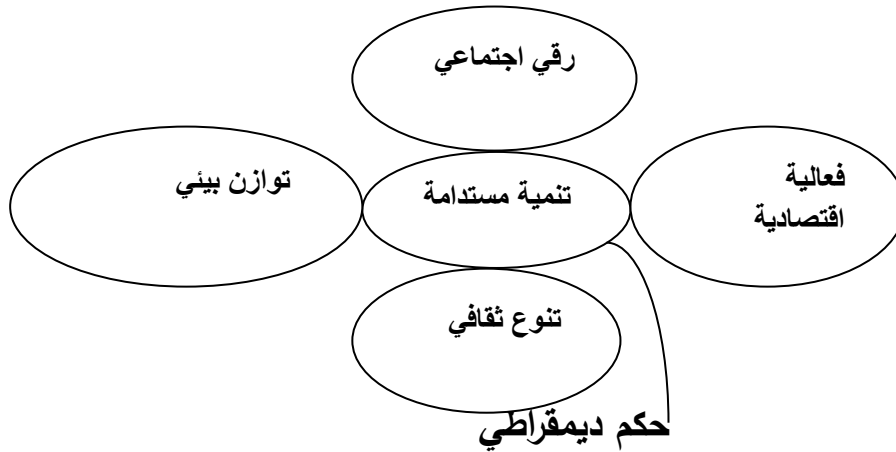 رقي اجتماعي
فعالية
اقتصادية
تنمية مستدامة
توازن بيئي
تنوع ثقافي
حكم ديمقراطي